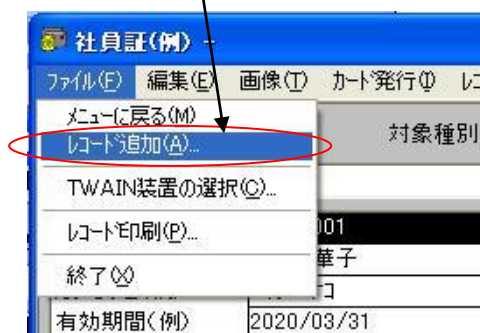 社員証(例) -
ファイル(F) 編集(E) 画像(T) カード発行(I)
メニューに戻る(M)
レコード追加(A)...
対象種別
TWAIN装置の選択(C)...
レコード印刷(P)...
001
華子
終了(X)
有効期間(例) 2020/03/31